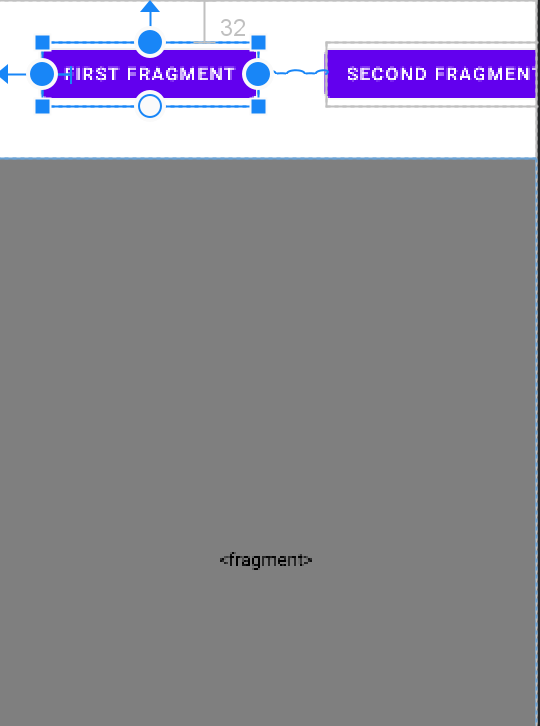 32
FIRST FRAGMENT
SECOND FRAGMENT
<fragment>